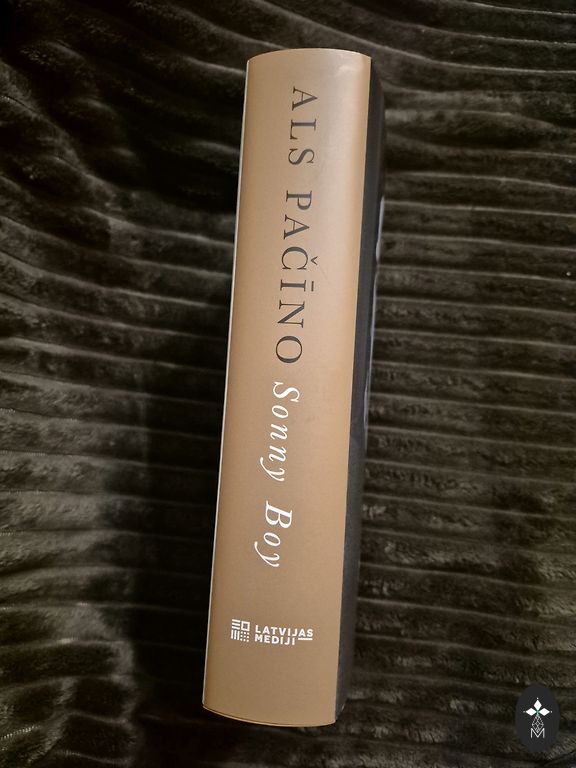 ALS PAČĪNO
Sonny Boy
LATVIJAS
MEDIJI
M